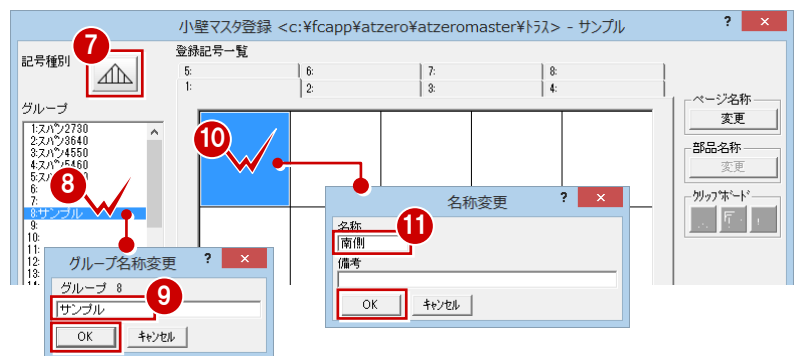 小壁マスタ登録 <c:¥fcapp¥atzero¥atzeromaster¥ﾄﾗｽ> - サンプル ? ×
7
記号種別
登録記号一覧
5: 6: 7: 8:
1: 2: 3: 4:
グループ
1:ｽﾊﾟﾝ2730
2:ｽﾊﾟﾝ3640
3:ｽﾊﾟﾝ4550
4:ｽﾊﾟﾝ5460
5:ｽﾊﾟ
6:
7:
8:サンプル
9:
10:
11:
12:
13:
8
10
ページ名称
変更
部品名称
変更
ｸﾘｯﾌﾟﾎﾞｰﾄﾞ
名称変更 ? ×
名称
11
南側
備考
OK ｷｬﾝｾﾙ
グループ名称変更 ? ×
グループ 8
9
サンプル
OK ｷｬﾝｾﾙ